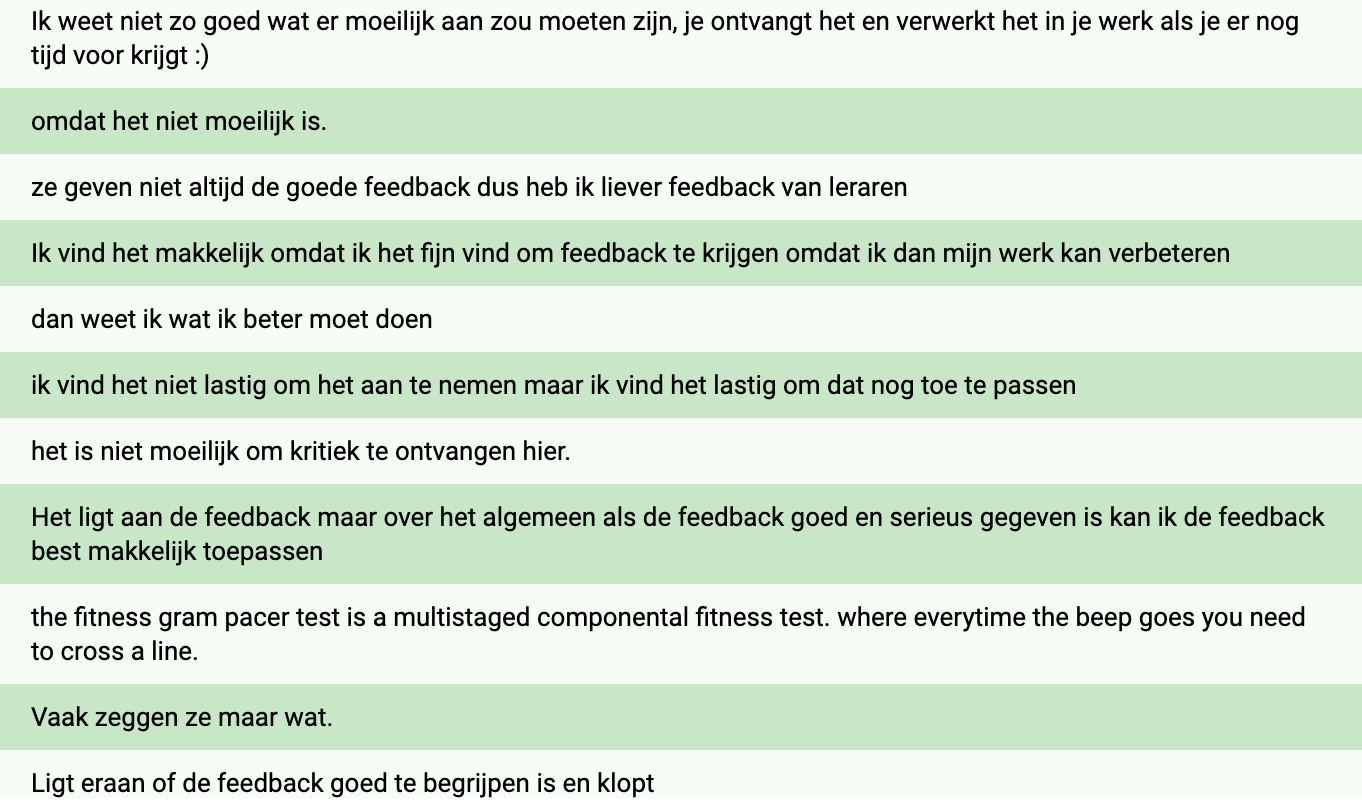 Ik weet niet zo goed wat er moeilijk aan zou moeten zijn, je ontvangt het en verwerkt het in je werk als je er nog
tijd voor krijgt :)
omdat het niet moeilijk is.
ze geven niet altijd de goede feedback dus heb ik liever feedback van leraren
Ik vind het makkelijk omdat ik het fijn vind om feedback te krijgen omdat ik dan mijn werk kan verbeteren
dan weet ik wat ik beter moet doen
ik vind het niet lastig om het aan te nemen maar ik vind het lastig om dat nog toe te passen
het is niet moeilijk om kritiek te ontvangen hier.
Het ligt aan de feedback maar over het algemeen als de feedback goed en serieus gegeven is kan ik de feedback
best makkelijk toepassen
the fitness gram pacer test is a multistaged componental fitness test. where everytime the beep goes you need
to cross a line.
Vaak zeggen ze maar wat.
Ligt eraan of de feedback goed te begrijpen is en klopt